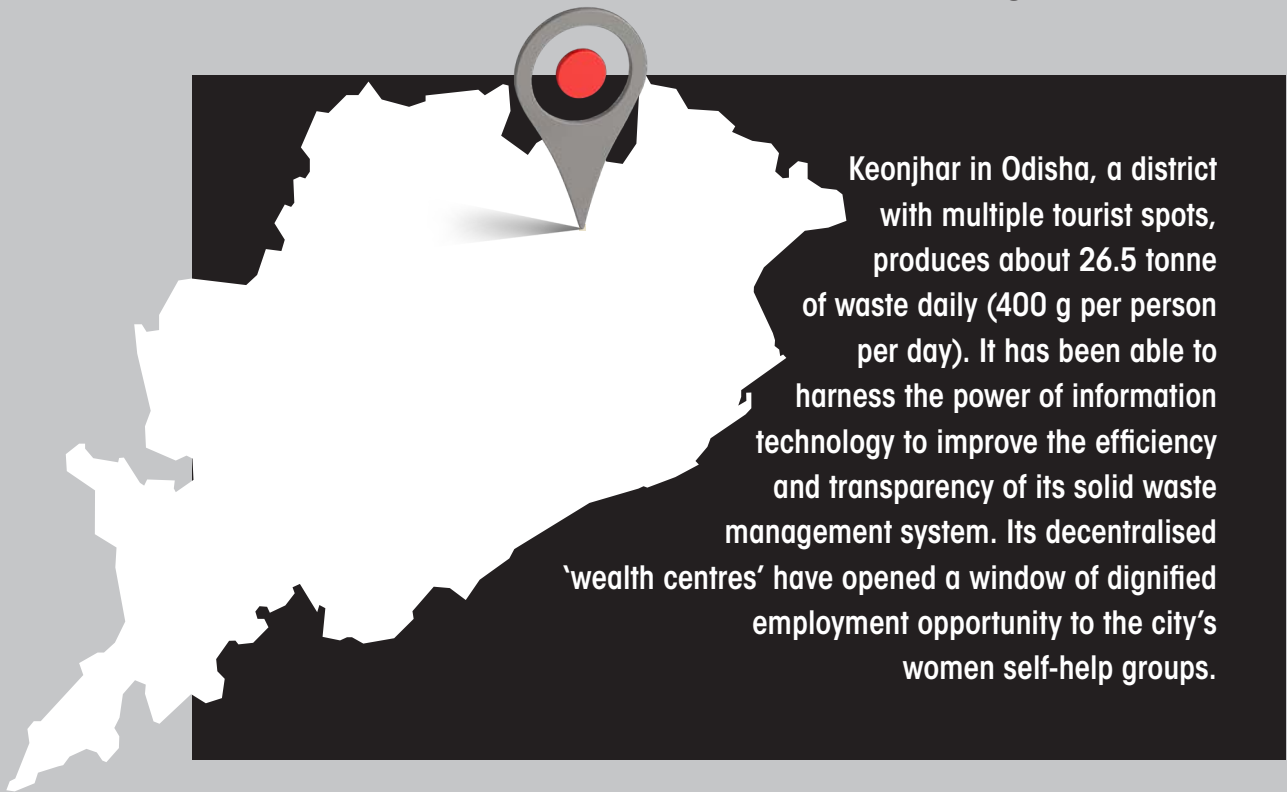 Keonjhar in Odisha, a district
with multiple tourist spots,
produces about 26.5 tonne
of waste daily (400 g per person
per day). It has been able to
harness the power of information
technology to improve the efficiency
and transparency of its solid waste
management system. Its decentralised
‘wealth centres’ have opened a window of dignified
employment opportunity to the city’s
women self-help groups.